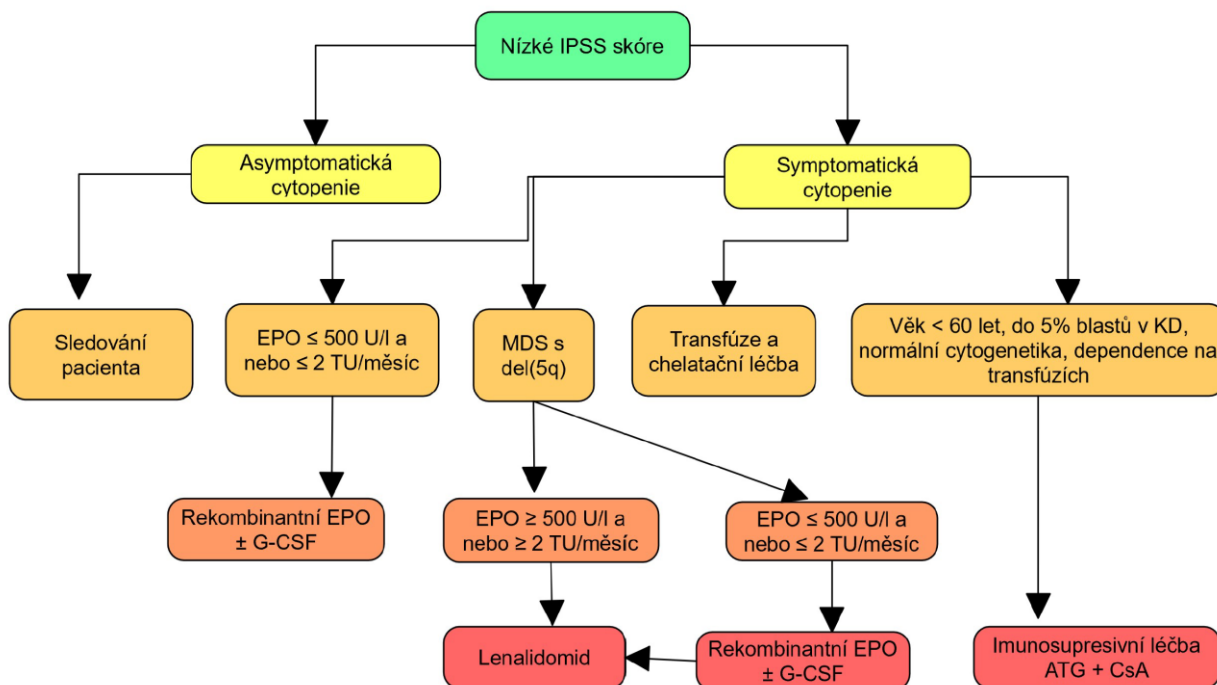 Nízké IPSS skóre
Asymptomatická
cytopenie
Symptomatická
cytopenie
Sledování
pacienta
EPO ≤ 500 U/l a
nebo ≤ 2 TU/měsíc
MDS s
del(5q)
Transfúze a
chelatační léčba
Věk < 60 let, do 5% blastů v KD,
normální cytogenetika, dependence na
transfúzích
Rekombinantní EPO
± G-CSF
EPO ≥ 500 U/l a
nebo ≥ 2 TU/měsíc
EPO ≤ 500 U/l a
nebo ≤ 2 TU/měsíc
Lenalidomid
Rekombinantní EPO
± G-CSF
Imunosupresivní léčba
ATG + CsA